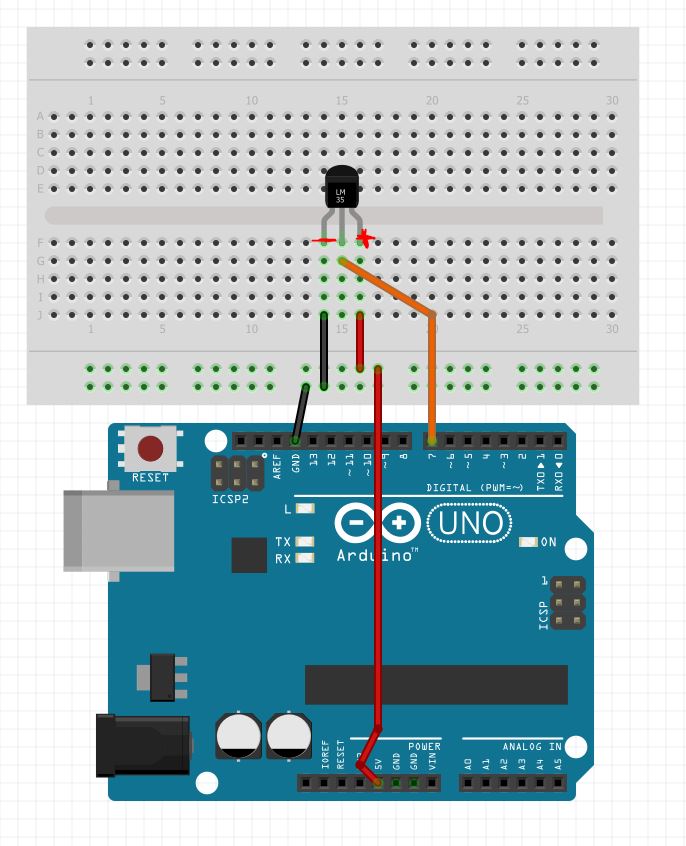 1 5 10 15 20 25 30
A
B
C
D
E
LM
35
F
G
H
I
J
1 5 10 15 20 25 30
RESET
ICSP2
AREF
GND
13
12
~11
~10
~9
8
7
~6
~5
4
~3
2
TX0▶1
RX0◀0
DIGITAL (PWM=~)
L
TX
RX
UNO
Arduino™
ON
1
ICSP
POWER
ANALOG IN
IOREF
RESET
5V
GND
GND
VIN
A0
A1
A2
A3
A4
A5